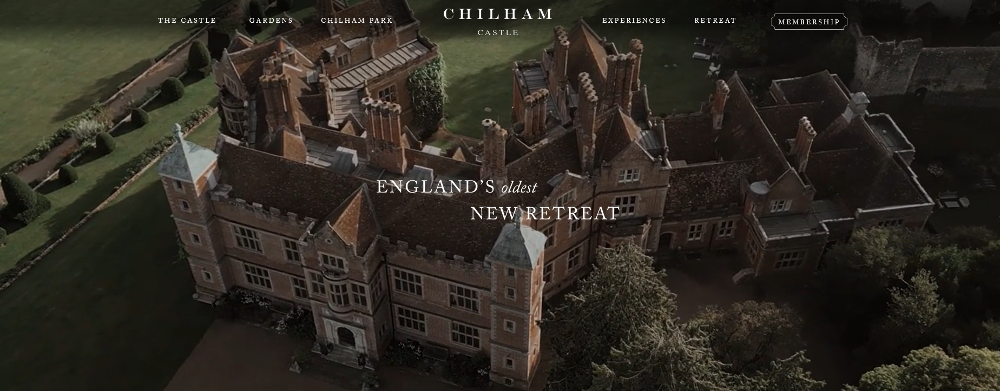 THE CASTLE
GARDENS
CHILHAM PARK
CHILHAM
CASTLE
EXPERIENCES
RETREAT
MEMBERSHIP
ENGLAND’S oldest
NEW RETREAT